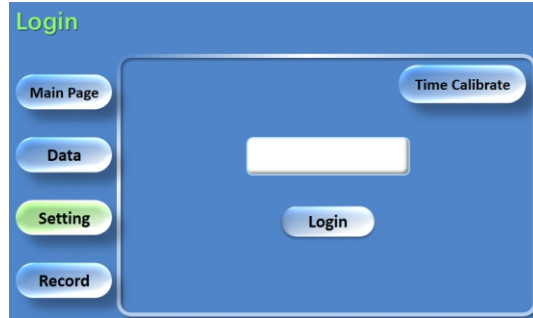 Login
Main Page
Time Calibrate
Data
Setting
Login
Record